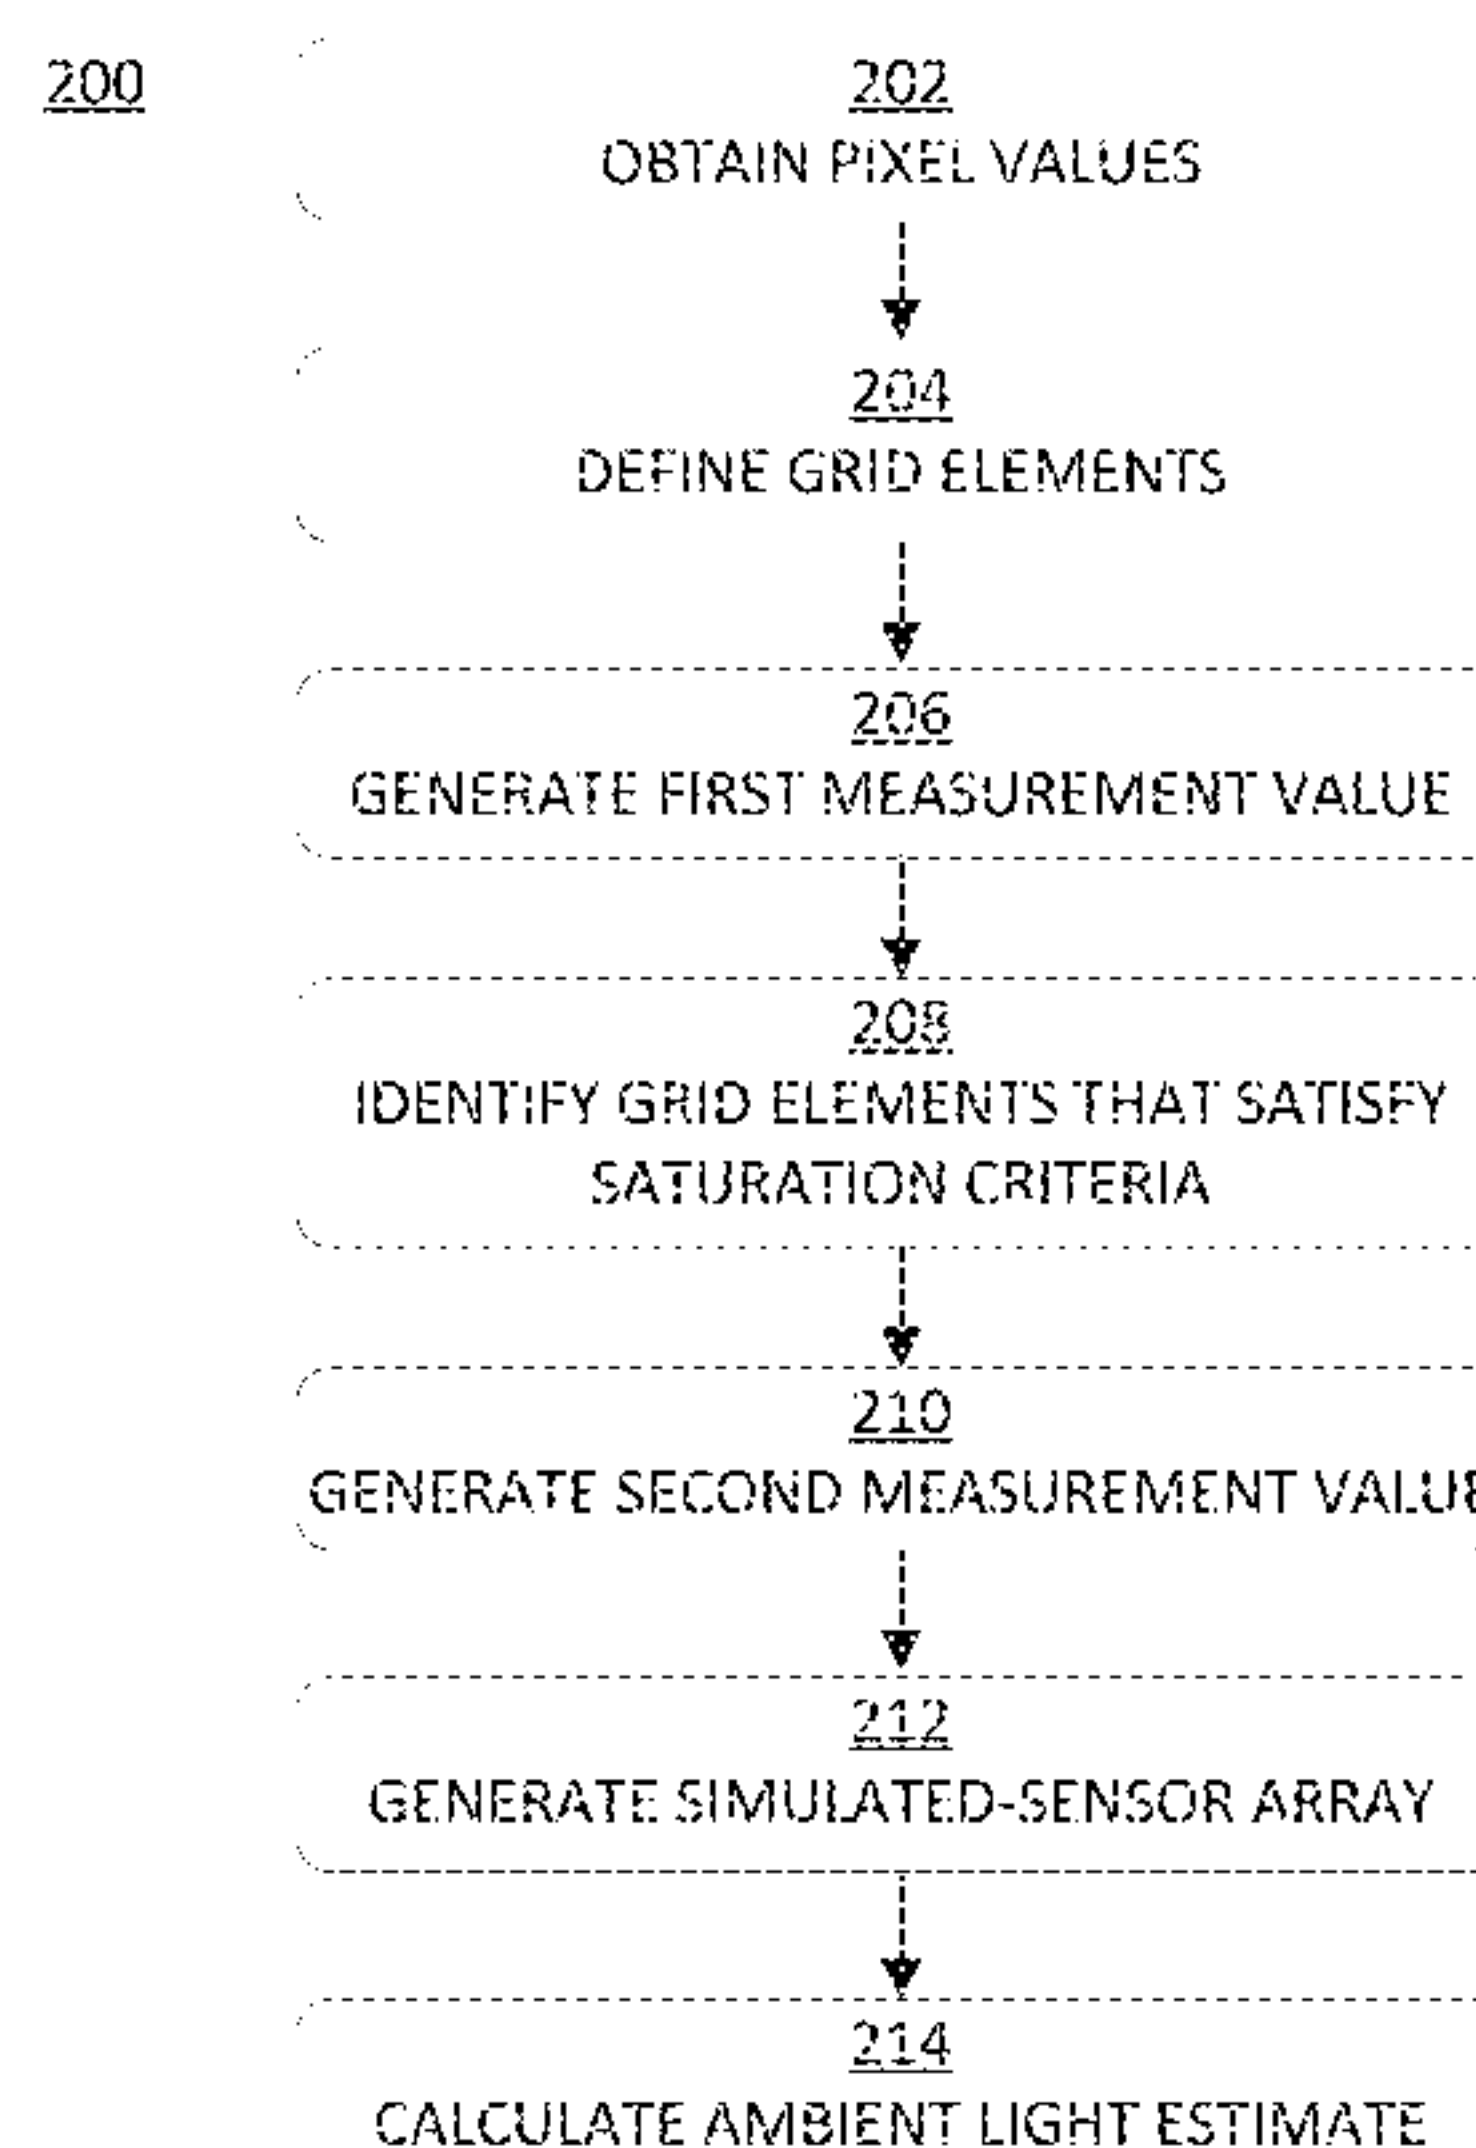 200
202
OBTAIN PIXEL VALUES
204
DEFINE GRID ELEMENTS
206
GENERATE FIRST MEASUREMENT VALUE
208
IDENTIFY GRID ELEMENTS THAT SATISFY
SATURATION CRITERIA
210
GENERATE SECOND MEASUREMENT VALUE
212
GENERATE SIMULATED-SENSOR ARRAY
214
CALCULATE AMBIENT LIGHT ESTIMATE